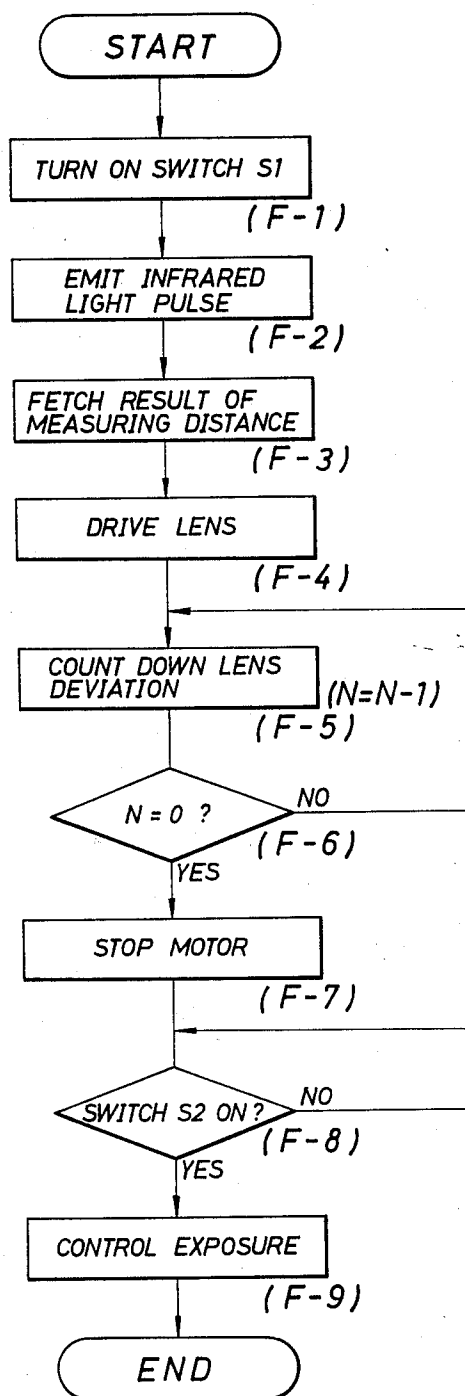 START
TURN ON SWITCH S1
(F-1)
EMIT INFRARED
LIGHT PULSE
(F-2)
FETCH RESULT OF
MEASURING DISTANCE
(F-3)
DRIVE LENS
(F-4)
COUNT DOWN LENS
DEVIATION
(N=N-1)
(F-5)
N=0 ?
NO
(F-6)
YES
STOP MOTOR
(F-7)
SWITCH S2 ON?
NO
(F-8)
YES
CONTROL EXPOSURE
(F-9)
END